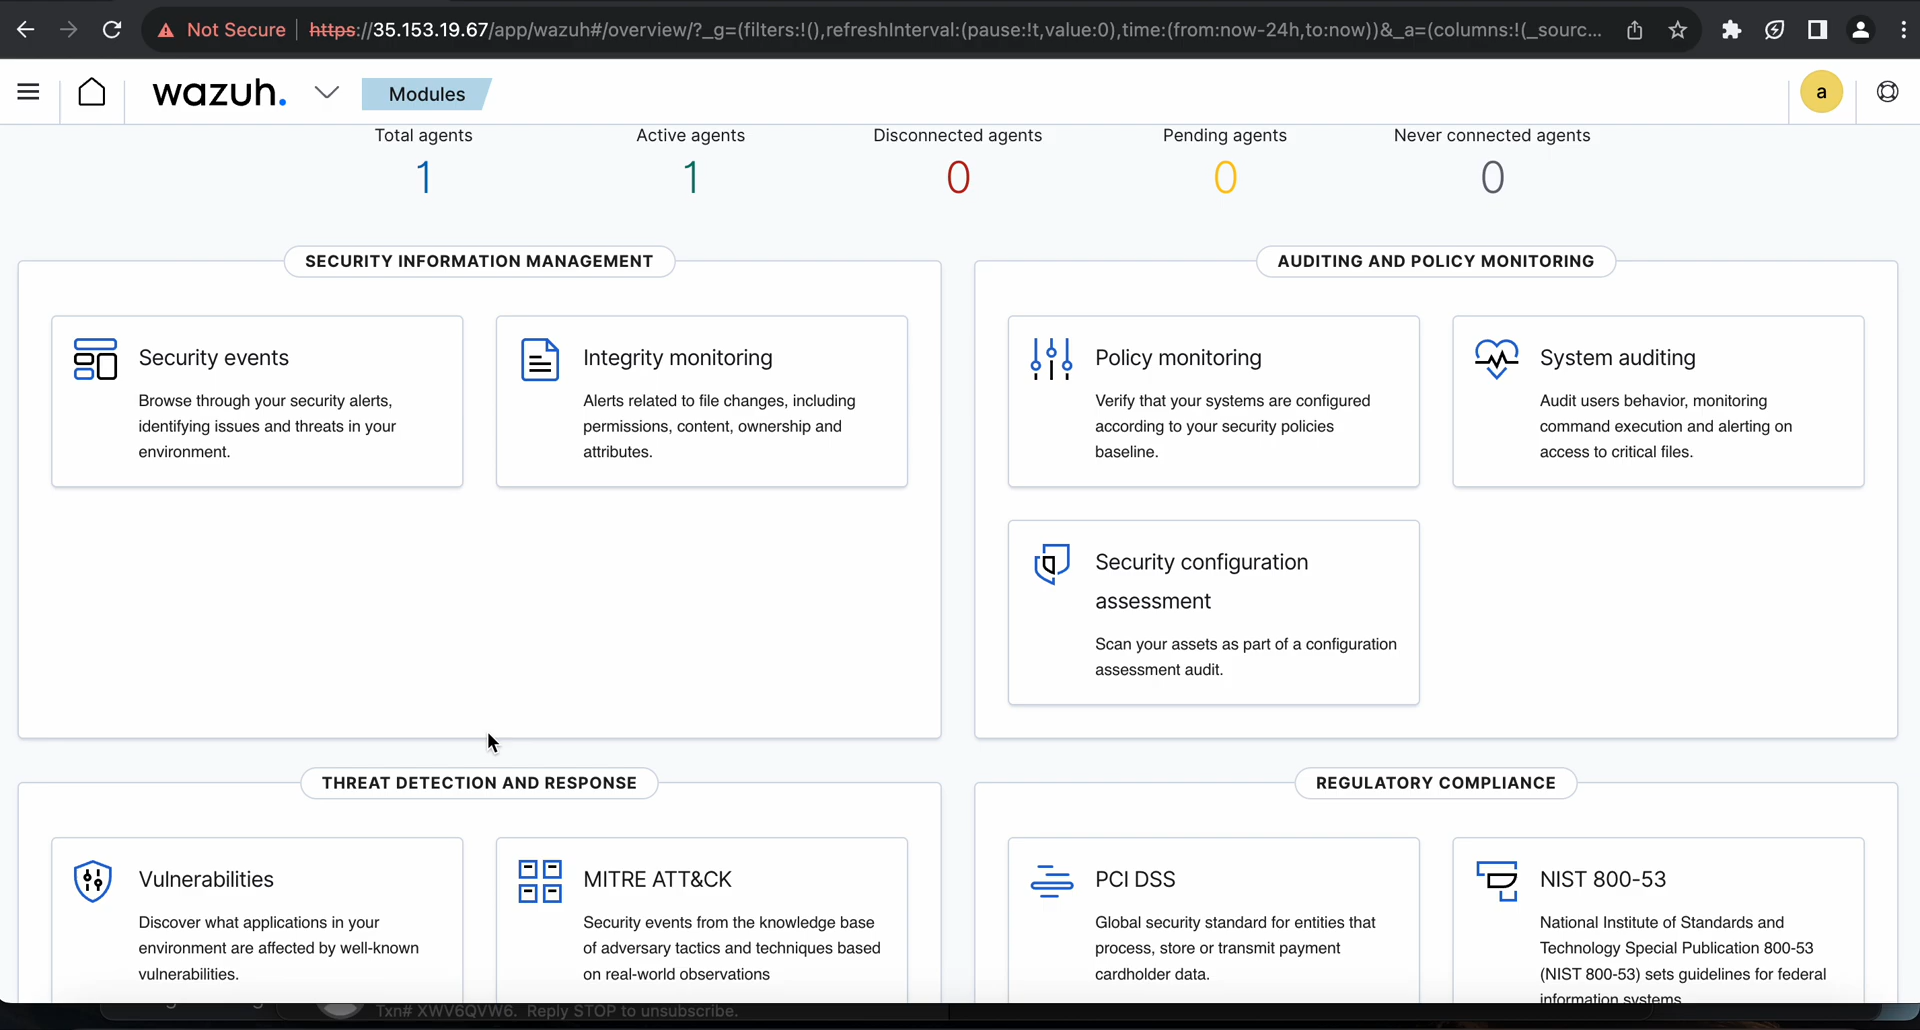 Not Secure
https://35.153.19.67/app/wazuh#/overview/?_g=(filters:!(),refreshInterval:(pause:!t,value:0),time:(from:now-24h,to:now))&_a=(columns:!(_sourc...
wazuh.
Modules
a
Total agents
1
Active agents
1
Disconnected agents
0
Pending agents
0
Never connected agents
0
SECURITY INFORMATION MANAGEMENT
Security events
Browse through your security alerts,
identifying issues and threats in your
environment.
Integrity monitoring
Alerts related to file changes, including
permissions, content, ownership and
attributes.
AUDITING AND POLICY MONITORING
Policy monitoring
Verify that your systems are configured
according to your security policies
baseline.
System auditing
Audit users behavior, monitoring
command execution and alerting on
access to critical files.
Security configuration
assessment
Scan your assets as part of a configuration
assessment audit.
THREAT DETECTION AND RESPONSE
Vulnerabilities
Discover what applications in your
environment are affected by well-known
vulnerabilities.
MITRE ATT&CK
Security events from the knowledge base
of adversary tactics and techniques based
on real-world observations
REGULATORY COMPLIANCE
PCI DSS
Global security standard for entities that
process, store or transmit payment
cardholder data.
NIST 800-53
National Institute of Standards and
Technology Special Publication 800-53
(NIST 800-53) sets guidelines for federal
information systems.
Txn# XWV6QVW6. Reply STOP to unsubscribe.